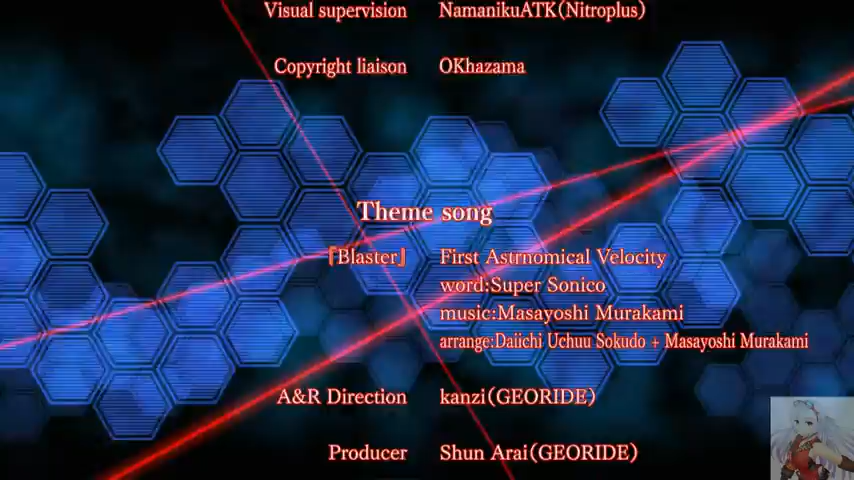 Visual supervision NamanikuATK(Nitroplus)
Copyright liaison OKhazama
Theme song
『Blaster』 First Astrnomical Velocity
word:Super Sonico
music:Masayoshi Murakami
arrange:Daiichi Uchuu Sokudo + Masayoshi Murakami
A&R Direction kanzi(GEORIDE)
Producer Shun Arai(GEORIDE)